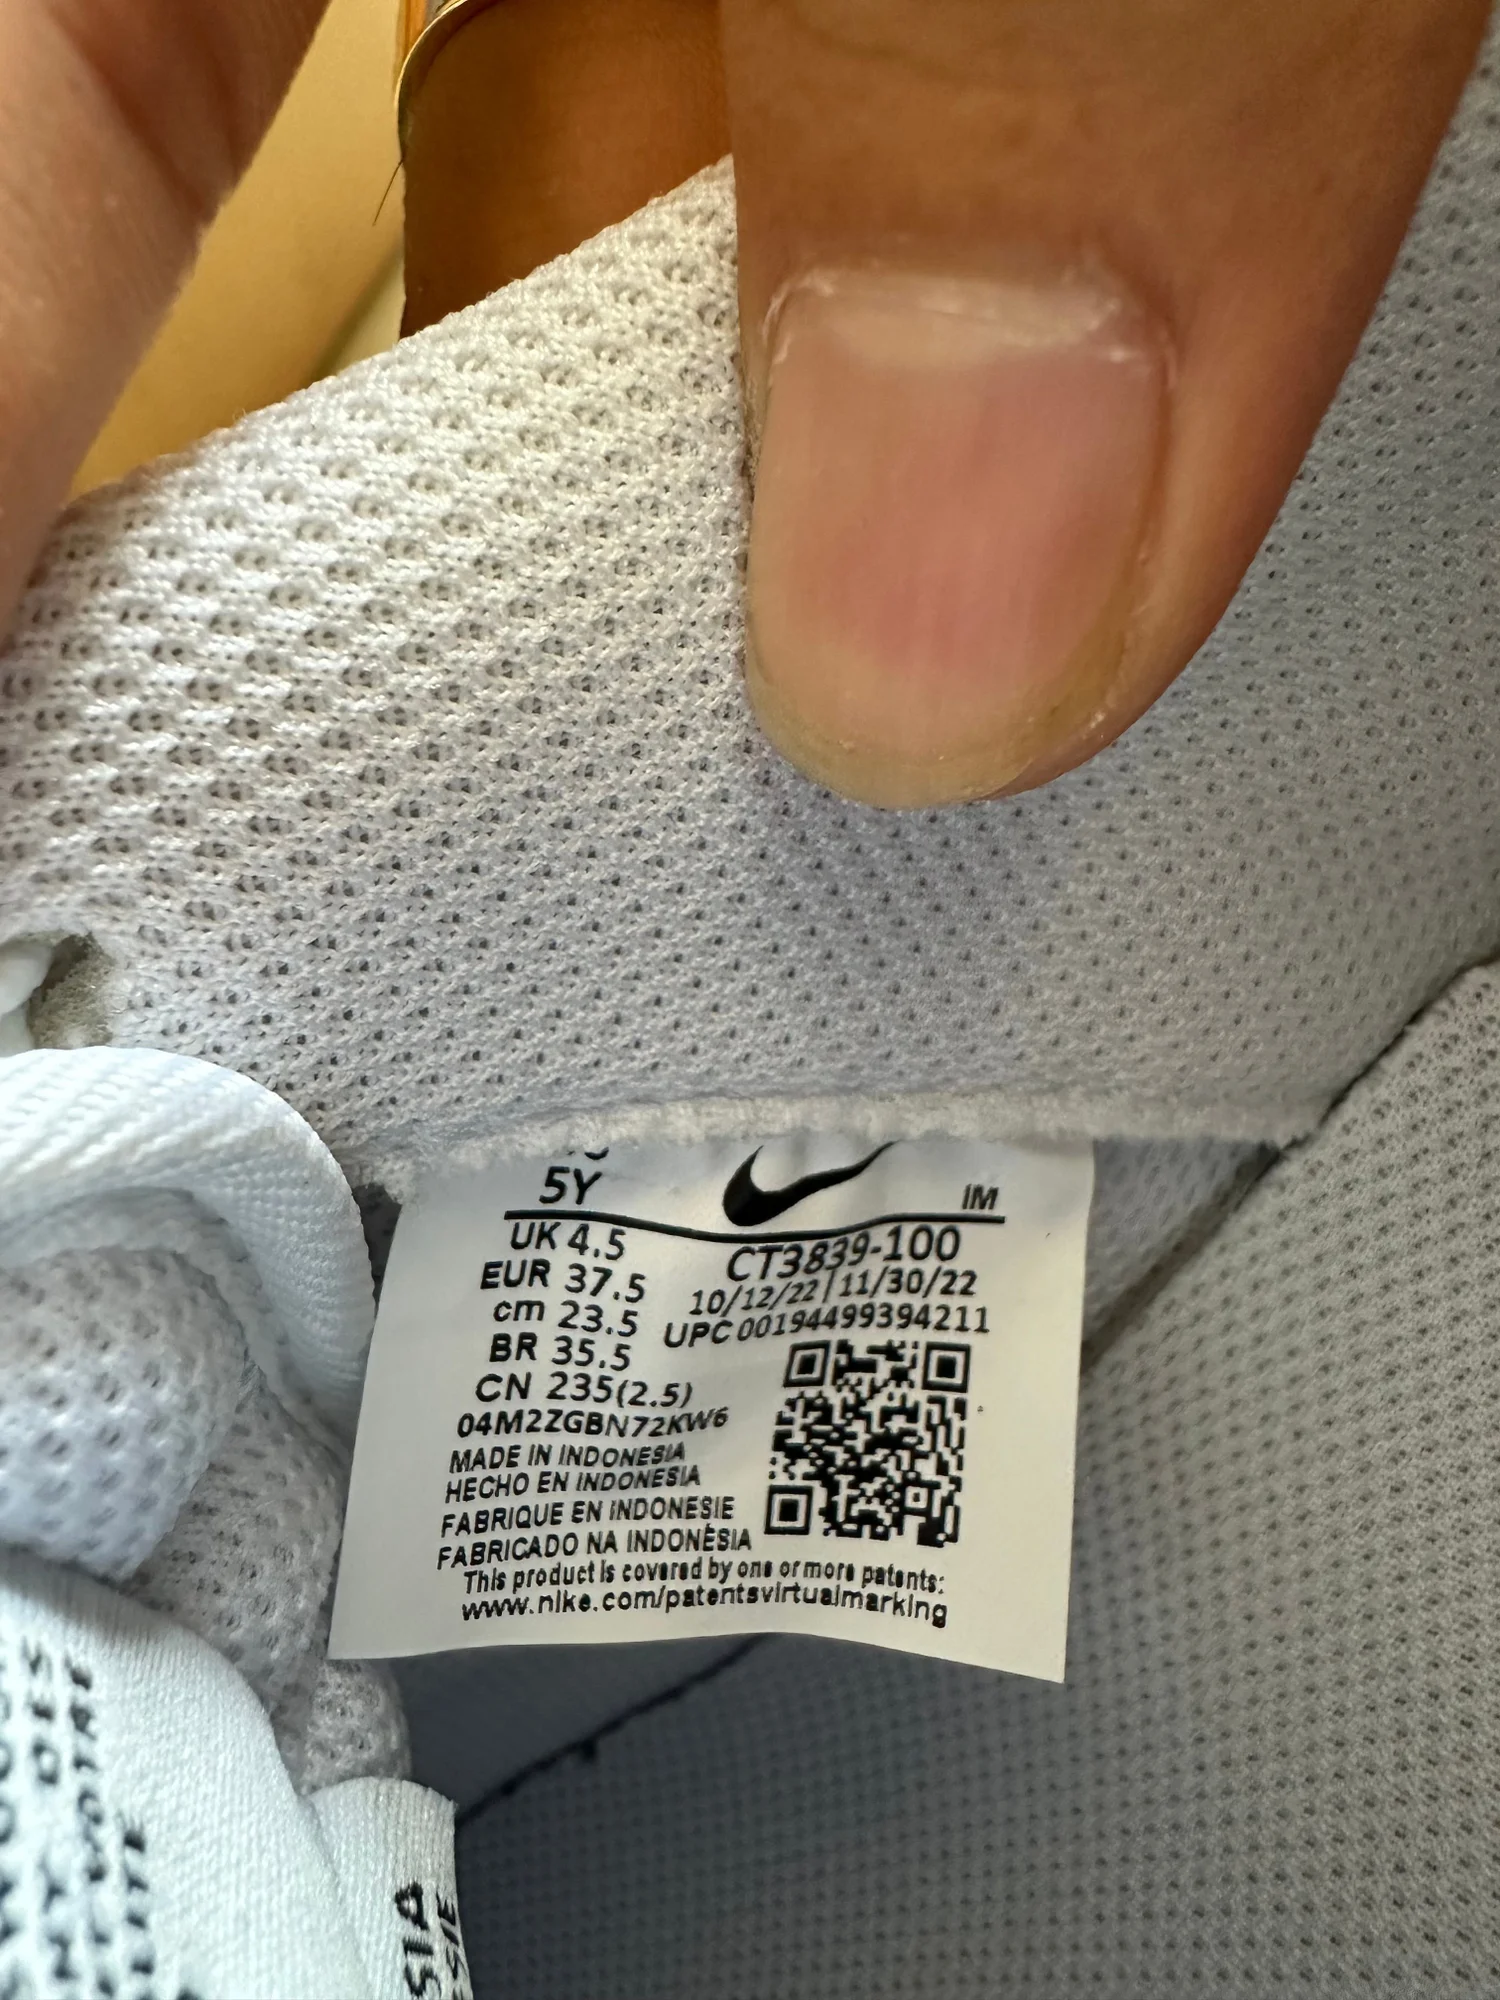 5Y
IM
UK 4.5
EUR 37.5
cm 23.5
BR 35.5
CN 235(2.5)
CT3839-100
10/12/22|11/30/22
UPC 00194499394211
04M2ZGBN72KW6
MADE IN INDONESIA
HECHO EN INDONESIA
FABRIQUE EN INDONESIE
FABRICADO NA INDONÉSIA
This product is covered by one or more patents:
www.nike.com/patentsvirtualmarking